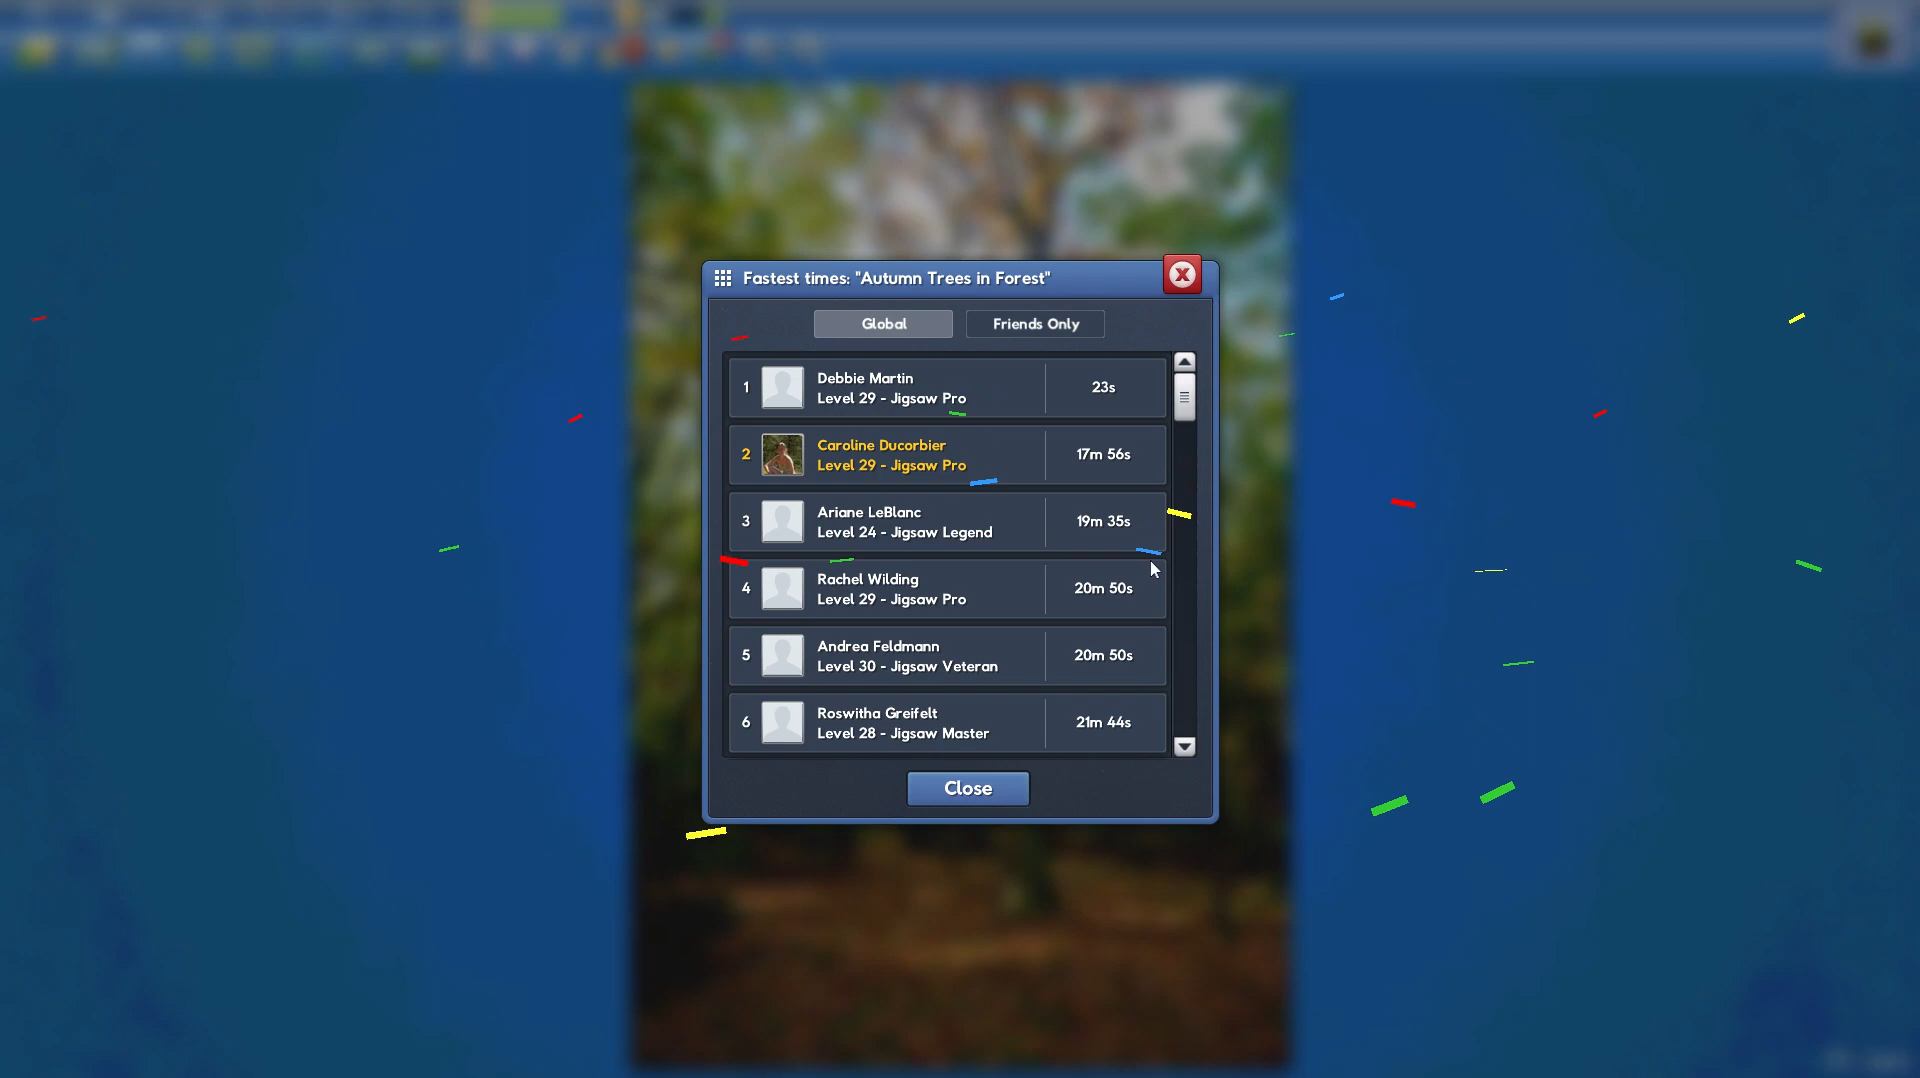 Fastest times: "Autumn Trees in Forest"
Global
Friends Only
1
Debbie Martin
Level 29 - Jigsaw Pro
23s
2
Caroline Ducorbier
Level 29 - Jigsaw Pro
17m 56s
3
Ariane LeBlanc
Level 24 - Jigsaw Legend
19m 35s
4
Rachel Wilding
Level 29 - Jigsaw Pro
20m 50s
5
Andrea Feldmann
Level 30 - Jigsaw Veteran
20m 50s
6
Roswitha Greifelt
Level 28 - Jigsaw Master
21m 44s
Close